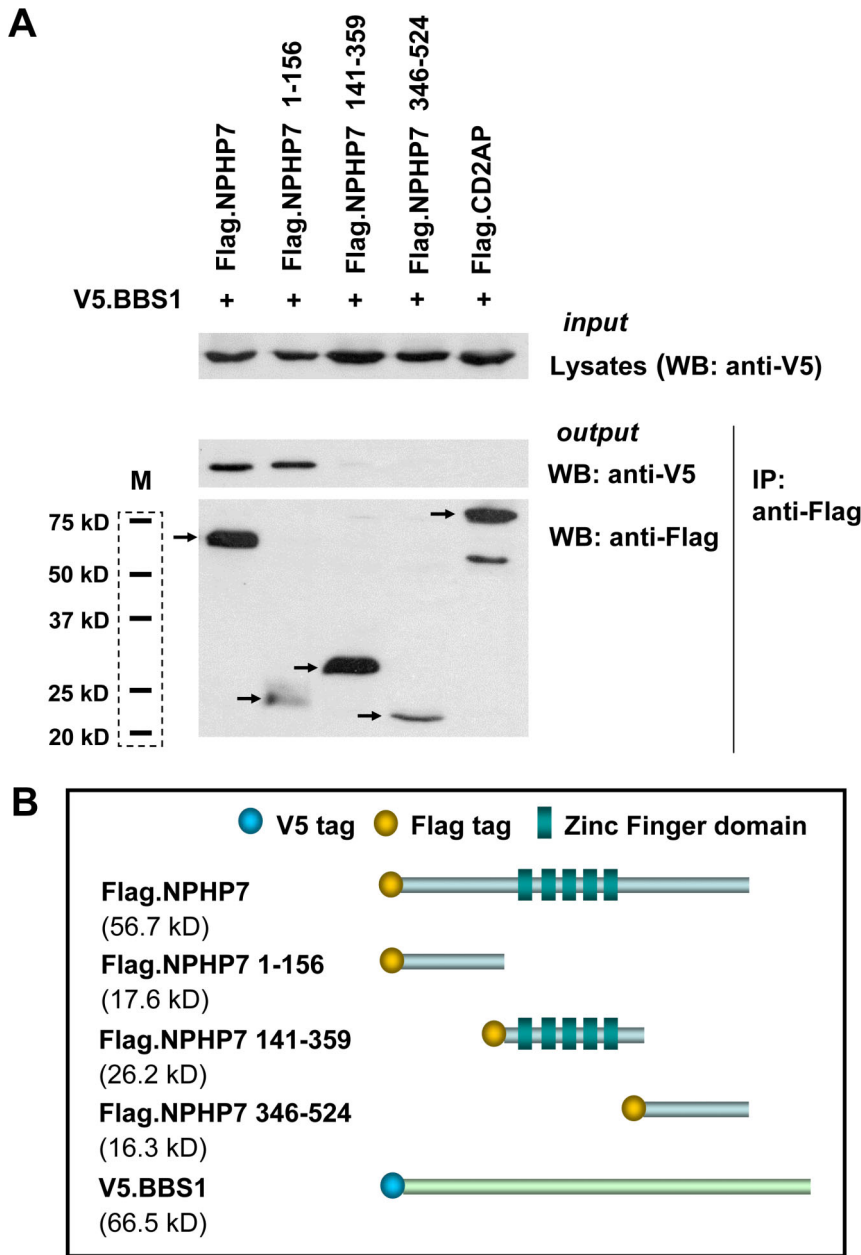 A
Flag.NPHP7
Flag.NPHP7 1-156
Flag.NPHP7 141-359
Flag.NPHP7 346-524
Flag.CD2AP
V5.BBS1 + + + + +
input
Lysates (WB: anti-V5)
output
WB: anti-V5
IP:
anti-Flag
M
WB: anti-Flag
75 kD
50 kD
37 kD
25 kD
20 kD
B
V5 tag Flag tag Zinc Finger domain
Flag.NPHP7
(56.7 kD)
Flag.NPHP7 1-156
(17.6 kD)
Flag.NPHP7 141-359
(26.2 kD)
Flag.NPHP7 346-524
(16.3 kD)
V5.BBS1
(66.5 kD)